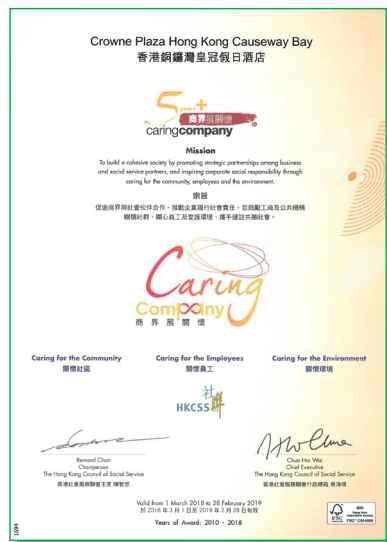 Crowne Plaza Hong Kong Causeway Bay
香港銅鑼灣皇冠假日酒店
5 years+
商界展關懷
caringcompany
Mission
To build a cohesive society by promoting strategic partnerships among business
and social service partners, and inspiring corporate social responsibility through
caring for the community, employees and the environment.
宗旨
促進商界與社會伙伴合作，推動企業履行社會責任，並鼓勵工商及公共機構
關懷社群、關心員工及愛護環境，攜手建設共融社會。
Caring
Company
商界展關懷
Caring for the Community
關懷社區
Caring for the Employees
關懷員工
Caring for the Environment
關懷環境
社聯
HKCSS
Bernard Chan
Chairperson
The Hong Kong Council of Social Service
香港社會服務聯會主席 陳智思
Chua Hoi Wai
Chief Executive
The Hong Kong Council of Social Service
香港社會服務聯會行政總裁 蔡海偉
Valid from 1 March 2018 to 28 February 2019
於 2018 年 3 月 1 日至 2019 年 2 月 28 日有效
Years of Award: 2010 - 2018
1694
FSC
MIX